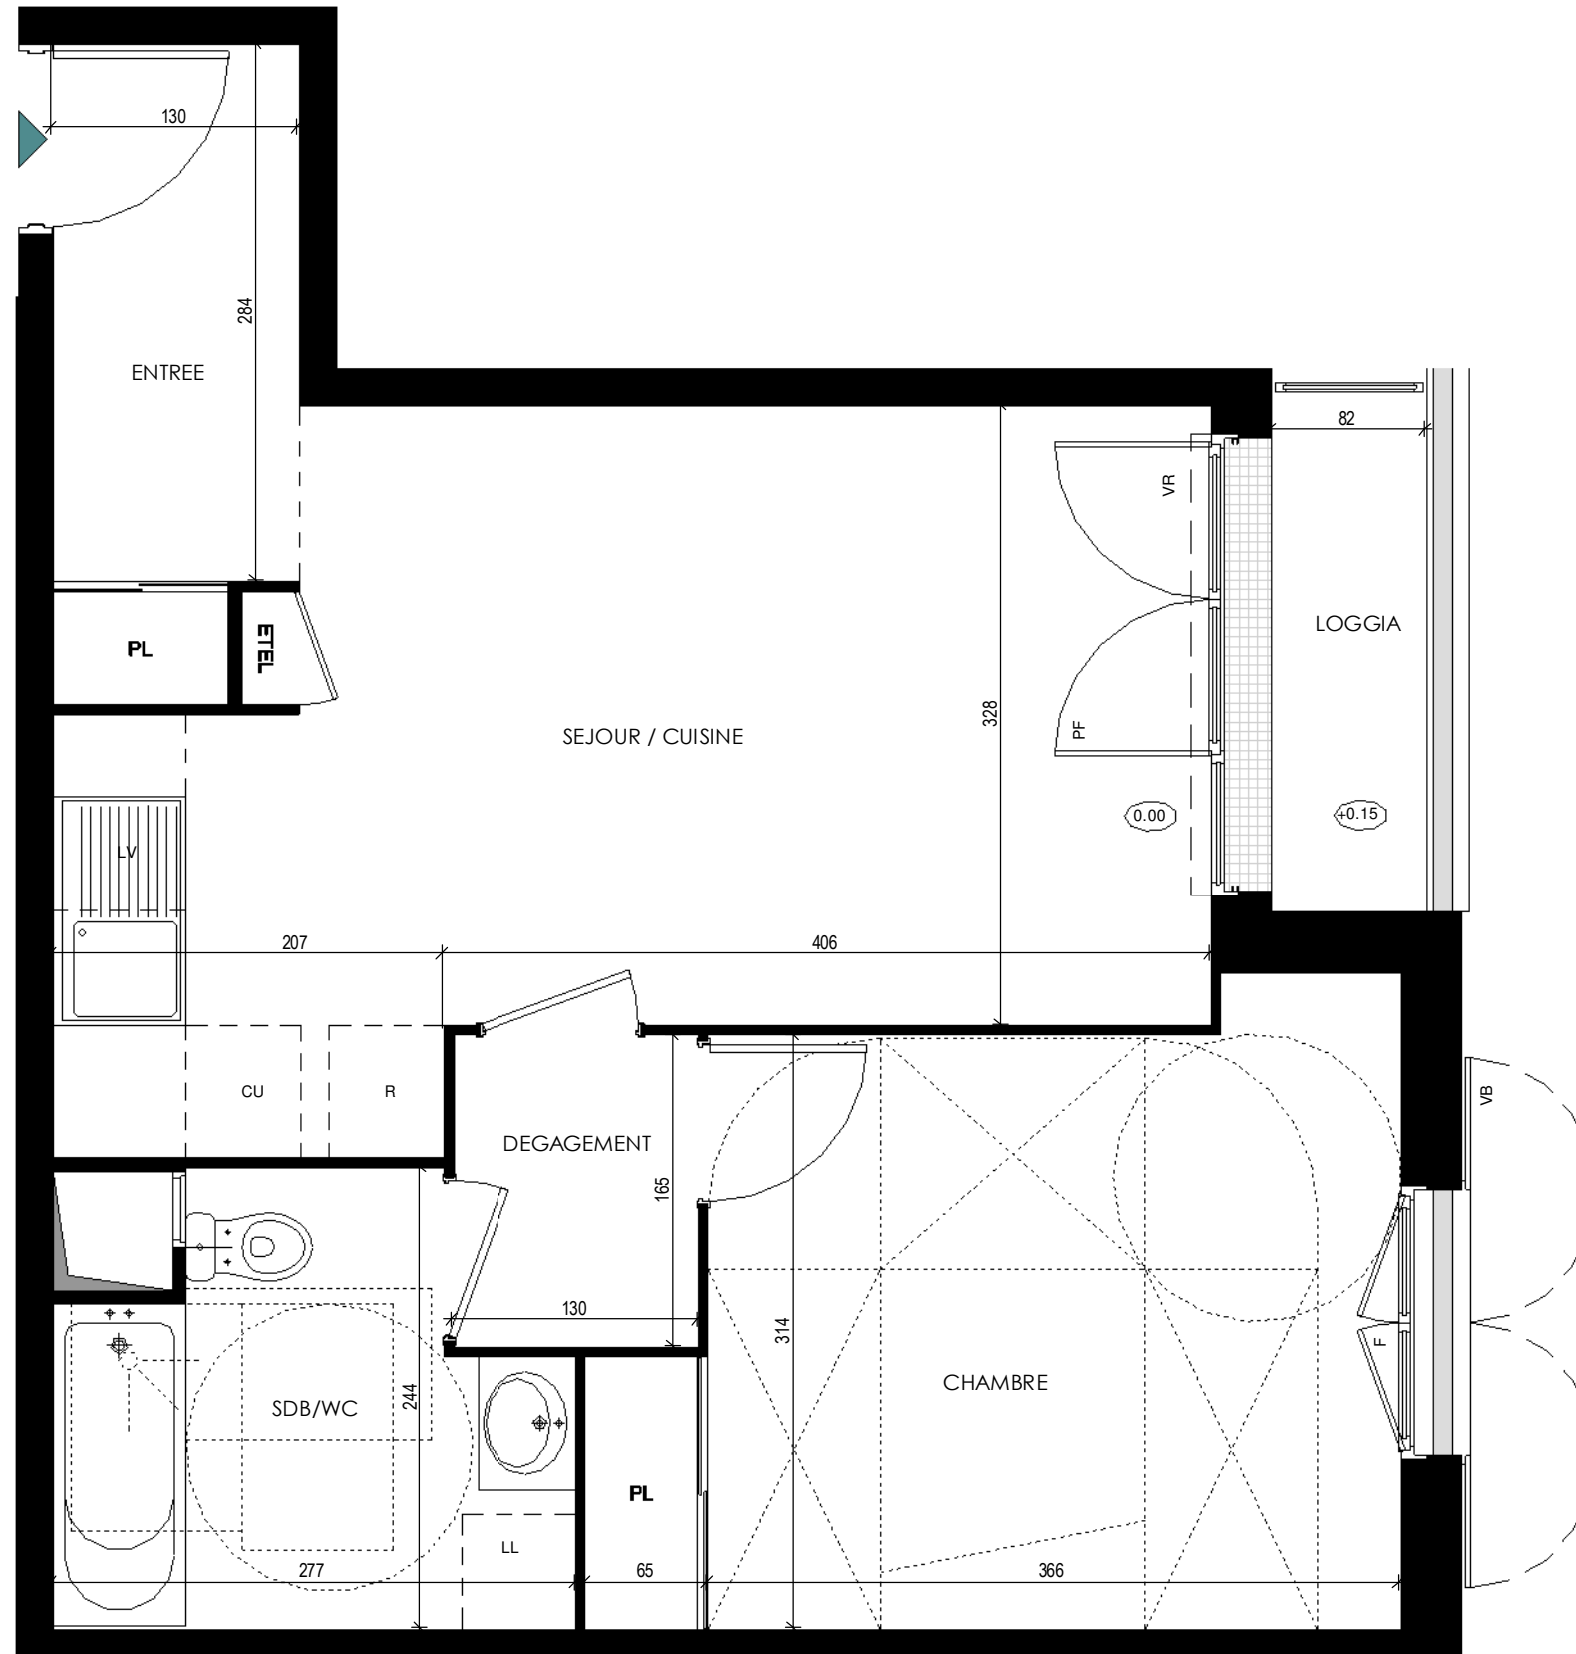 130
284
ENTREE
82
VR
LOGGIA
PL
ETEL
SEJOUR / CUISINE
328
PF
0.00
+0.15
LV
207
406
CU
R
VB
DEGAGEMENT
165
130
314
F
CHAMBRE
244
SDB/WC
PL
LL
277
65
366